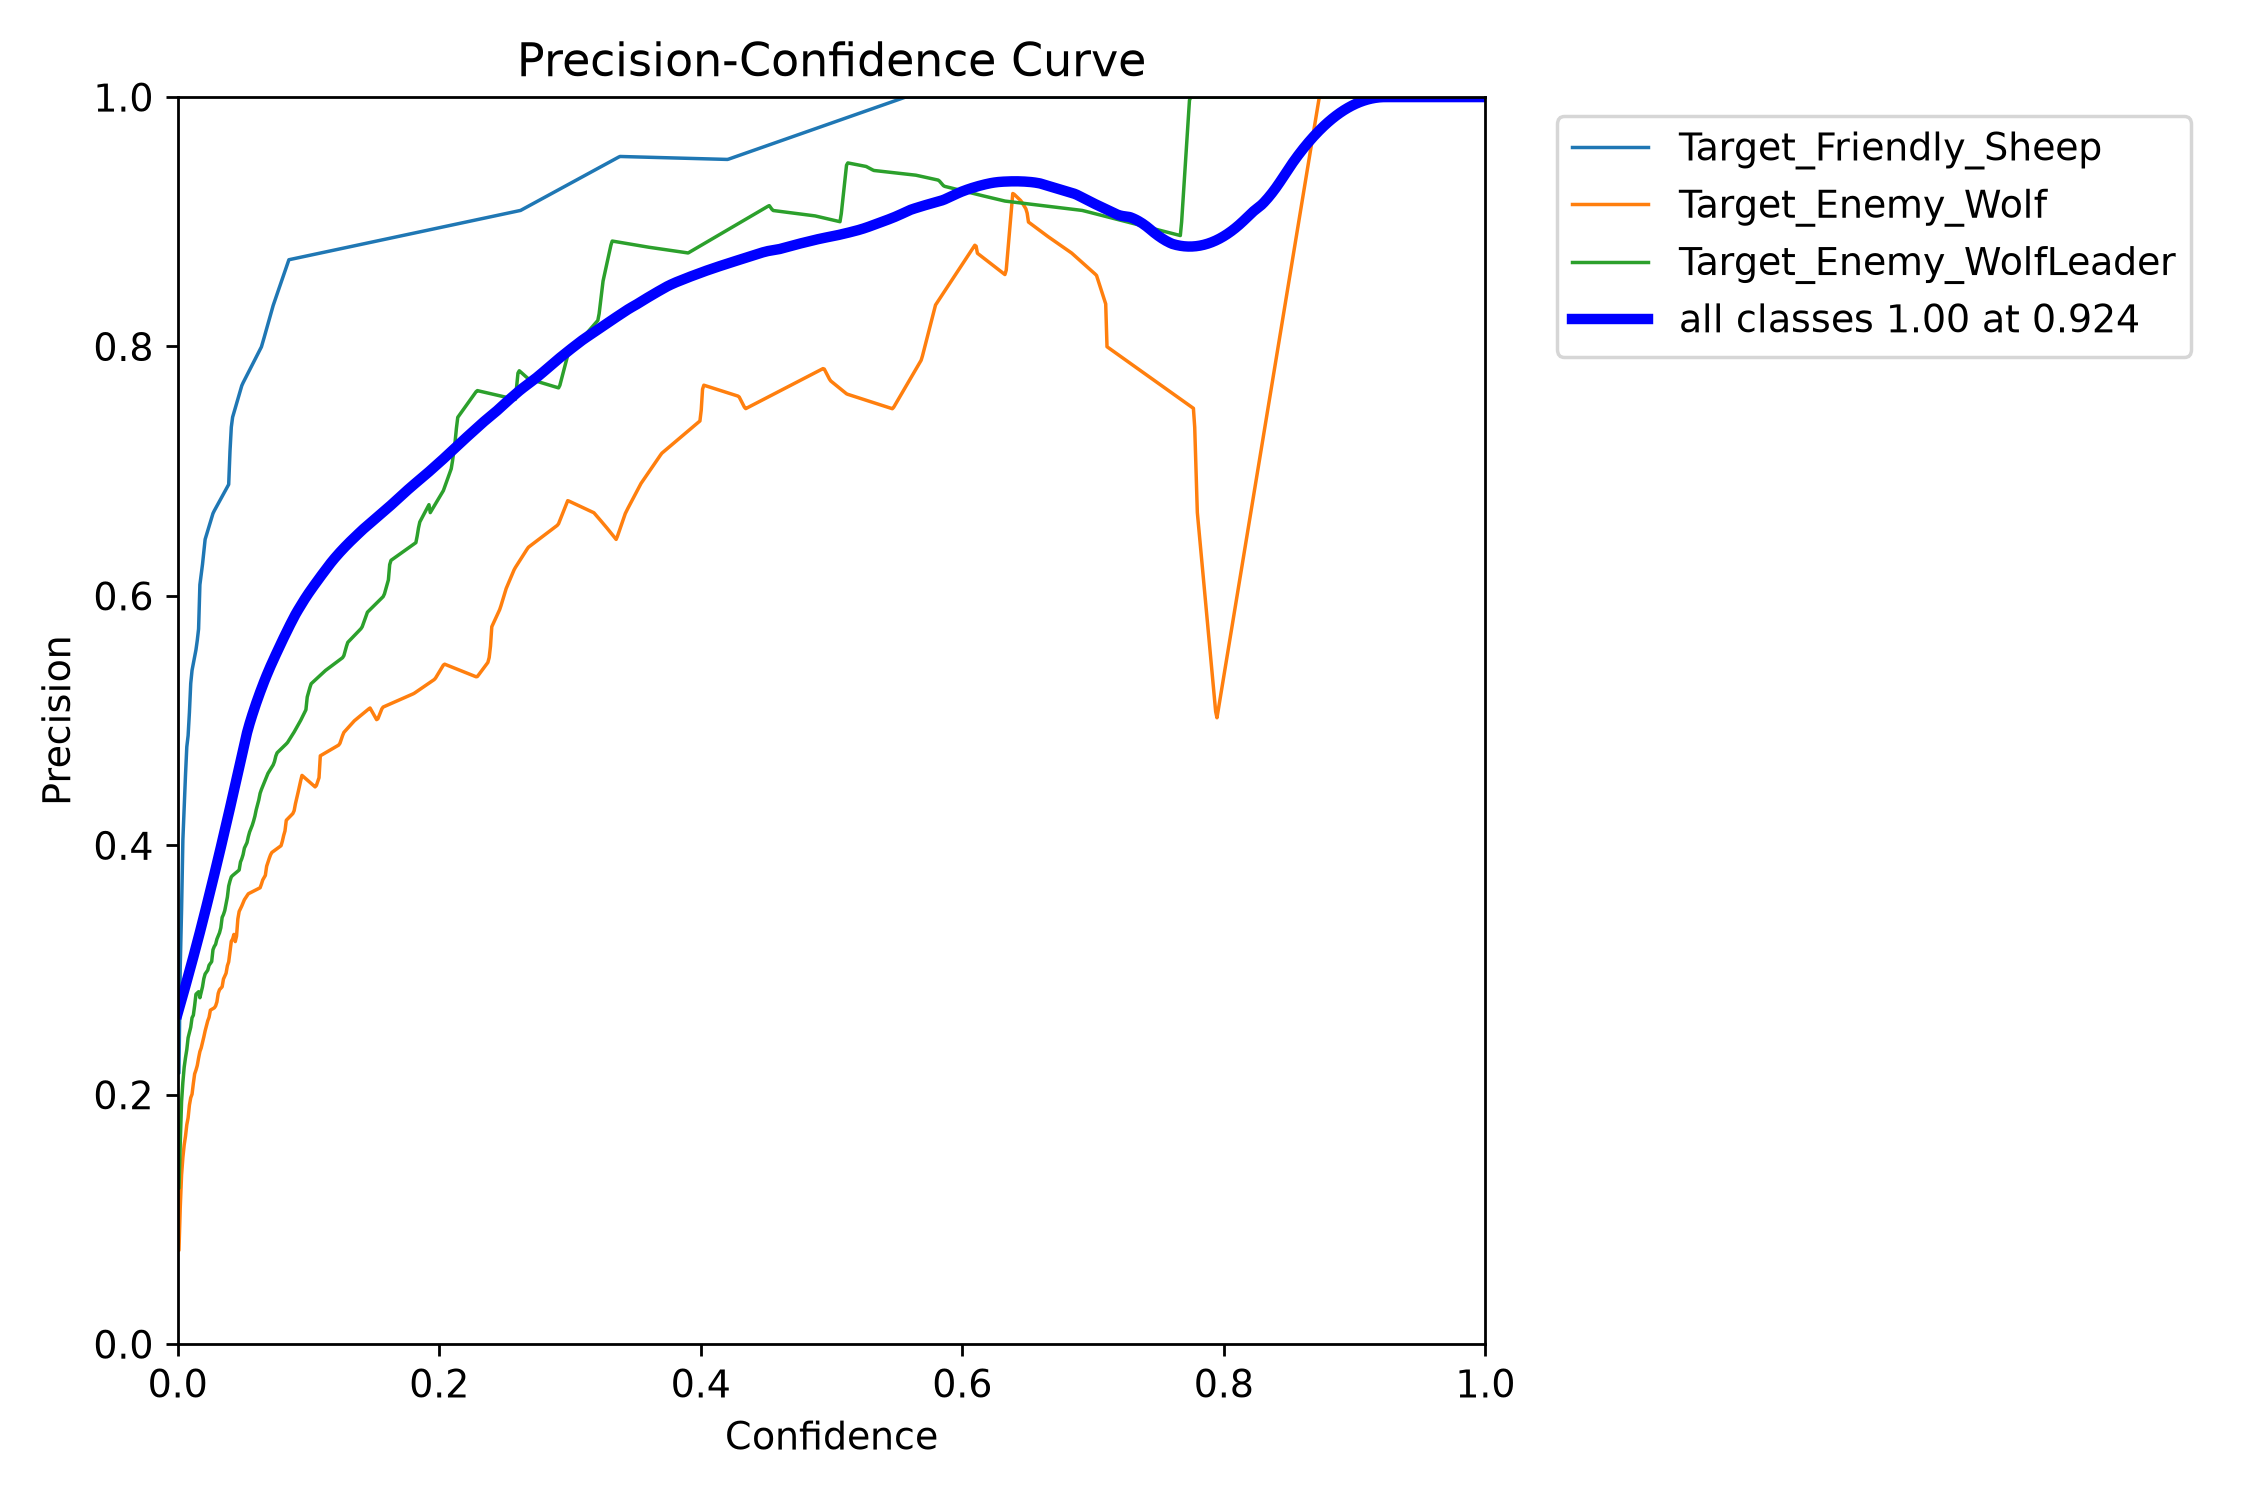 Precision-Confidence Curve
1.0
0.8
0.6
0.4
0.2
0.0
Precision
0.0 0.2 0.4 0.6 0.8 1.0
Confidence
Target_Friendly_Sheep
Target_Enemy_Wolf
Target_Enemy_WolfLeader
all classes 1.00 at 0.924